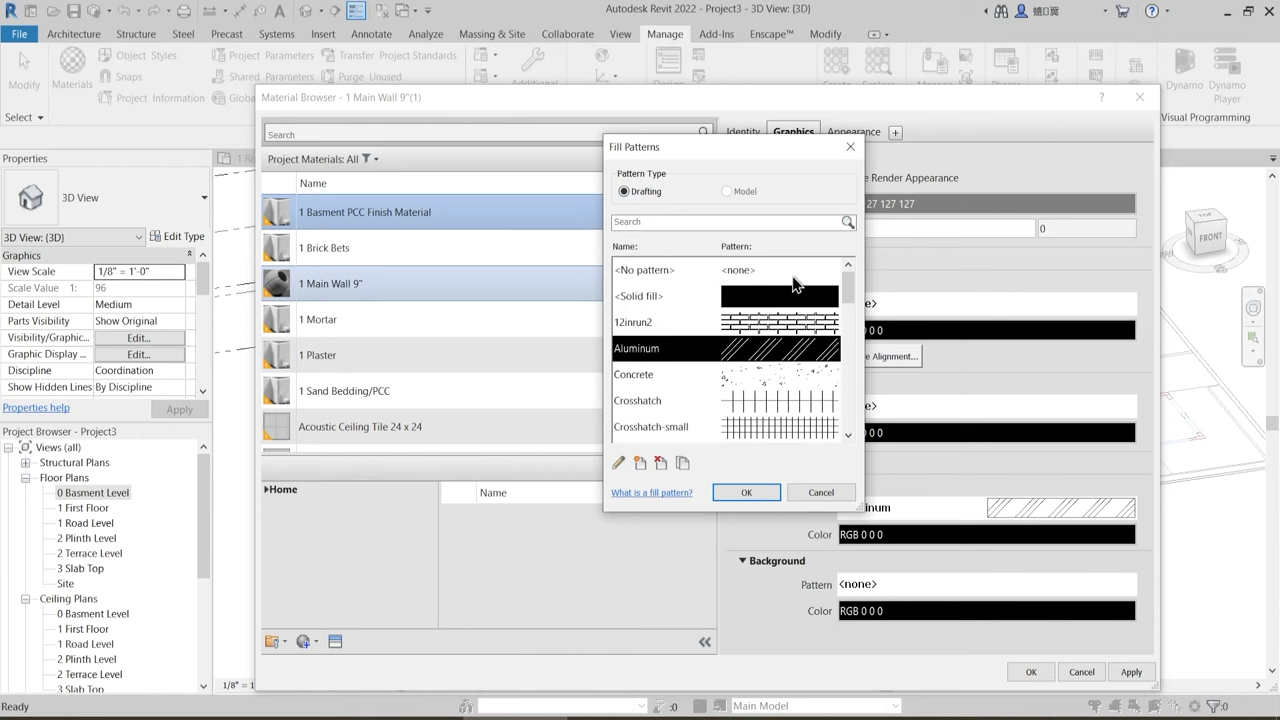 Autodesk Revit 2022 - Project3 - 3D View: {3D}
File Architecture Structure Steel Precast Systems Insert Annotate Analyze Massing & Site Collaborate View Manage Add-Ins Enscape™ Modify
Modify
Materials
Object Styles
Snaps
Project Information
Project Parameters
Shared Parameters
Transfer Project Standards
Purge Unused
Additional
Dynamo
Dynamo
Player
Select
Visual Programming
Properties
3D View
3D View: {3D}
Edit Type
Graphics
View Scale 1/8" = 1'-0"
Scale Value 1: 96
Detail Level Medium
Parts Visibility Show Original
Visibility/Graphic... Edit...
Graphic Display ... Edit...
Discipline Coordination
Show Hidden Lines By Discipline
Properties help
Apply
Project Browser - Project3
Views (all)
Structural Plans
Floor Plans
0 Basment Level
1 First Floor
1 Road Level
2 Plinth Level
2 Terrace Level
3 Slab Top
Site
Ceiling Plans
0 Basment Level
1 First Floor
1 Road Level
2 Plinth Level
2 Terrace Level
3 Slab Top
Material Browser - 1 Main Wall 9"(1)
Search
Project Materials: All
Name
1 Basment PCC Finish Material
1 Brick Bets
1 Main Wall 9"
1 Mortar
1 Plaster
1 Sand Bedding/PCC
Acoustic Ceiling Tile 24 x 24
Home
Name
Identity Graphics Appearance
Render Appearance
27 127 127
0
0 0 0
Alignment...
0 0 0
Color RGB 0 0 0
Background
Pattern <none>
Color RGB 0 0 0
OK Cancel Apply
Fill Patterns
Pattern Type
Drafting Model
Search
Name: Pattern:
<No pattern> <none>
<Solid fill>
12inrun2
Aluminum
Concrete
Crosshatch
Crosshatch-small
What is a fill pattern?
OK Cancel
FRONT
Ready
:0
Main Model
:0